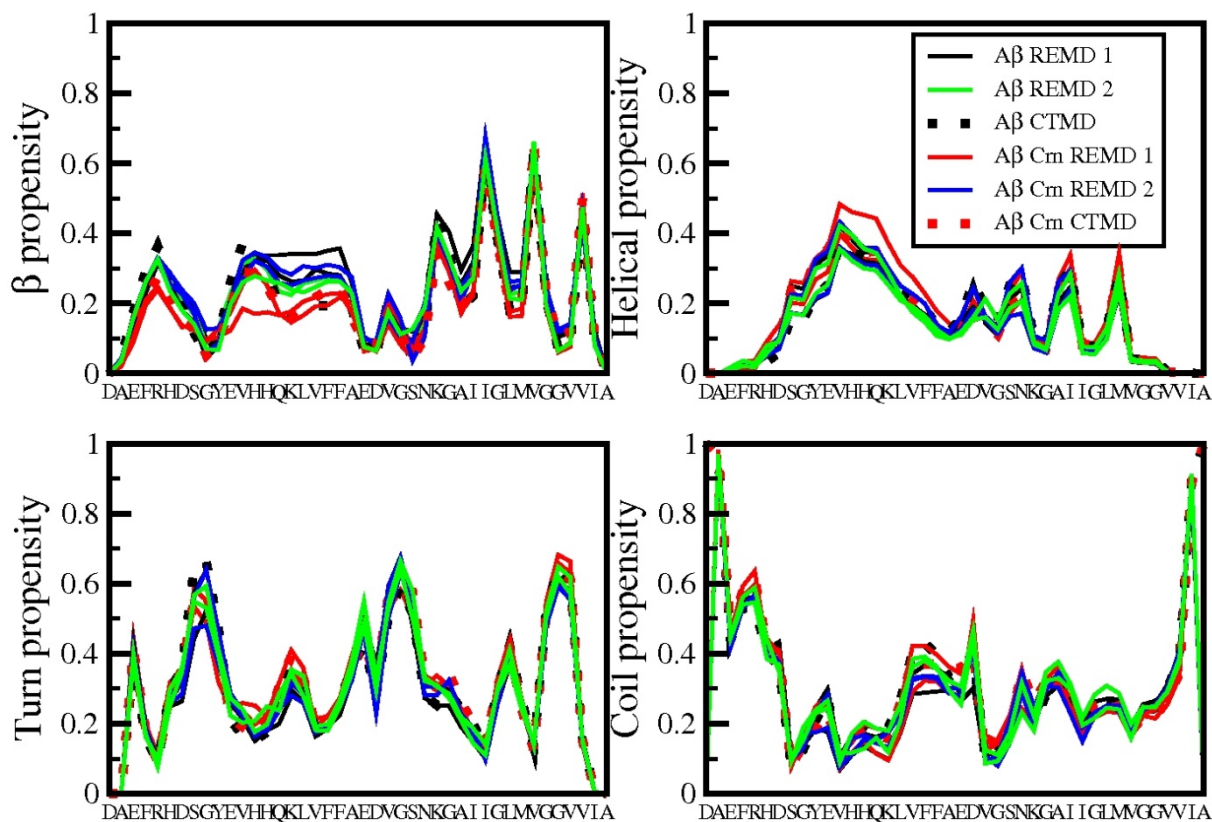 1
0.8
0.6
0.4
0.2
0
β propensity
DAEFRHDSGYEVHHQKLVFFAEDVGSNKGAIIGLMVGGVVIA
1
0.8
0.6
0.4
0.2
0
Helical propensity
Aβ REMD 1
Aβ REMD 2
Aβ CTMD
Aβ Crn REMD 1
Aβ Crn REMD 2
Aβ Crn CTMD
DAEFRHDSGYEVHHQKLVFFAEDVGSNKGAIIGLMVGGVVIA
1
0.8
0.6
0.4
0.2
0
Turn propensity
DAEFRHDSGYEVHHQKLVFFAEDVGSNKGAIIGLMVGGVVIA
1
0.8
0.6
0.4
0.2
0
Coil propensity
DAEFRHDSGYEVHHQKLVFFAEDVGSNKGAIIGLMVGGVVIA